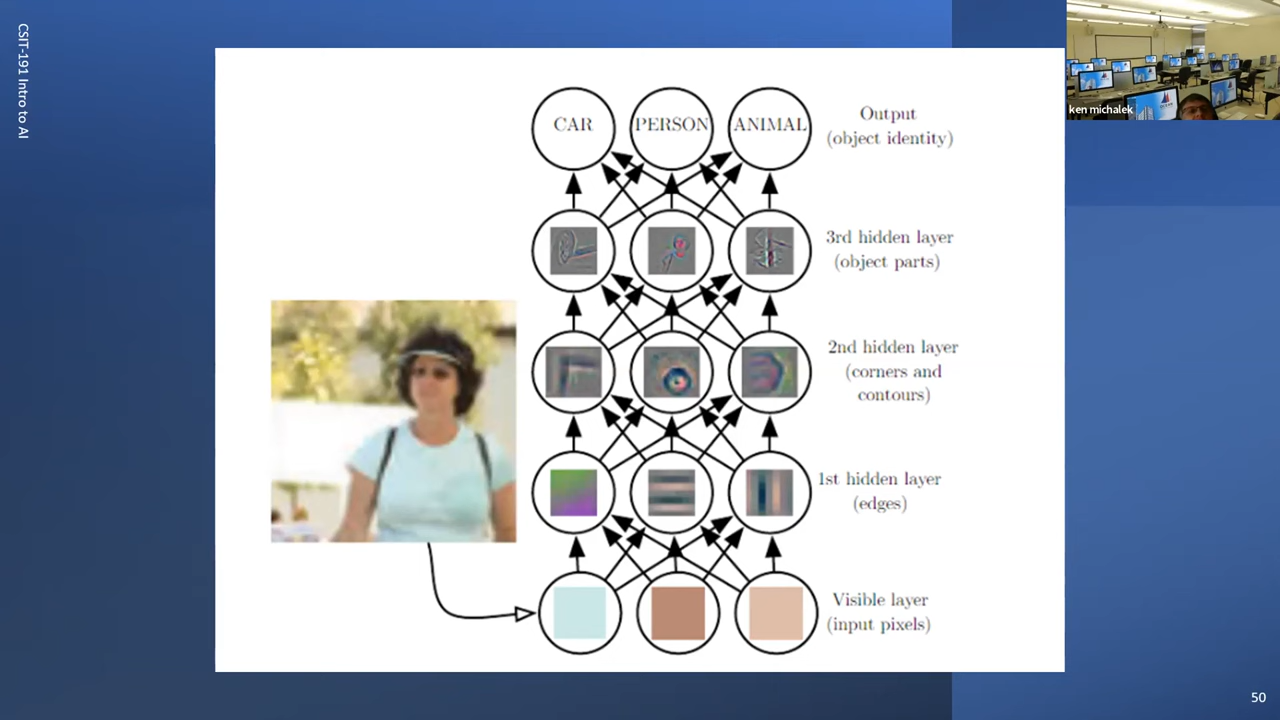 CSIT-191 Intro to AI
ken michalek
CAR
PERSON
ANIMAL
Output
(object identity)
3rd hidden layer
(object parts)
2nd hidden layer
(corners and
contours)
1st hidden layer
(edges)
Visible layer
(input pixels)
50